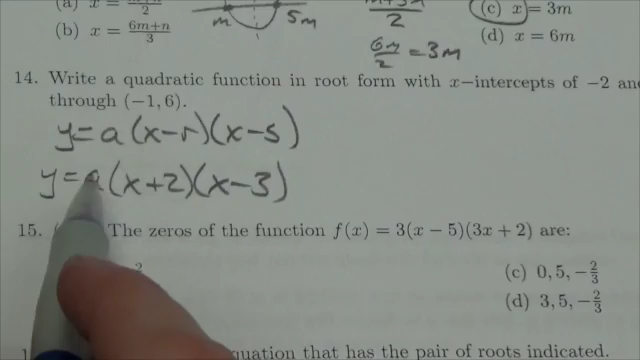 (a) x =
m
5m
2
(c) x = 3m
(b) x = 6m+n/3
6m/2 = 3m
(d) x = 6m
14. Write a quadratic function in root form with x-intercepts of -2 and
through (-1, 6).
y=a(x-r)(x-s)
y=a(x+2)(x-3)
15. The zeros of the function f(x) = 3(x - 5)(3x + 2) are:
(c) 0, 5, -2/3
(d) 3, 5, -2/3
equation that has the pair of roots indicated.